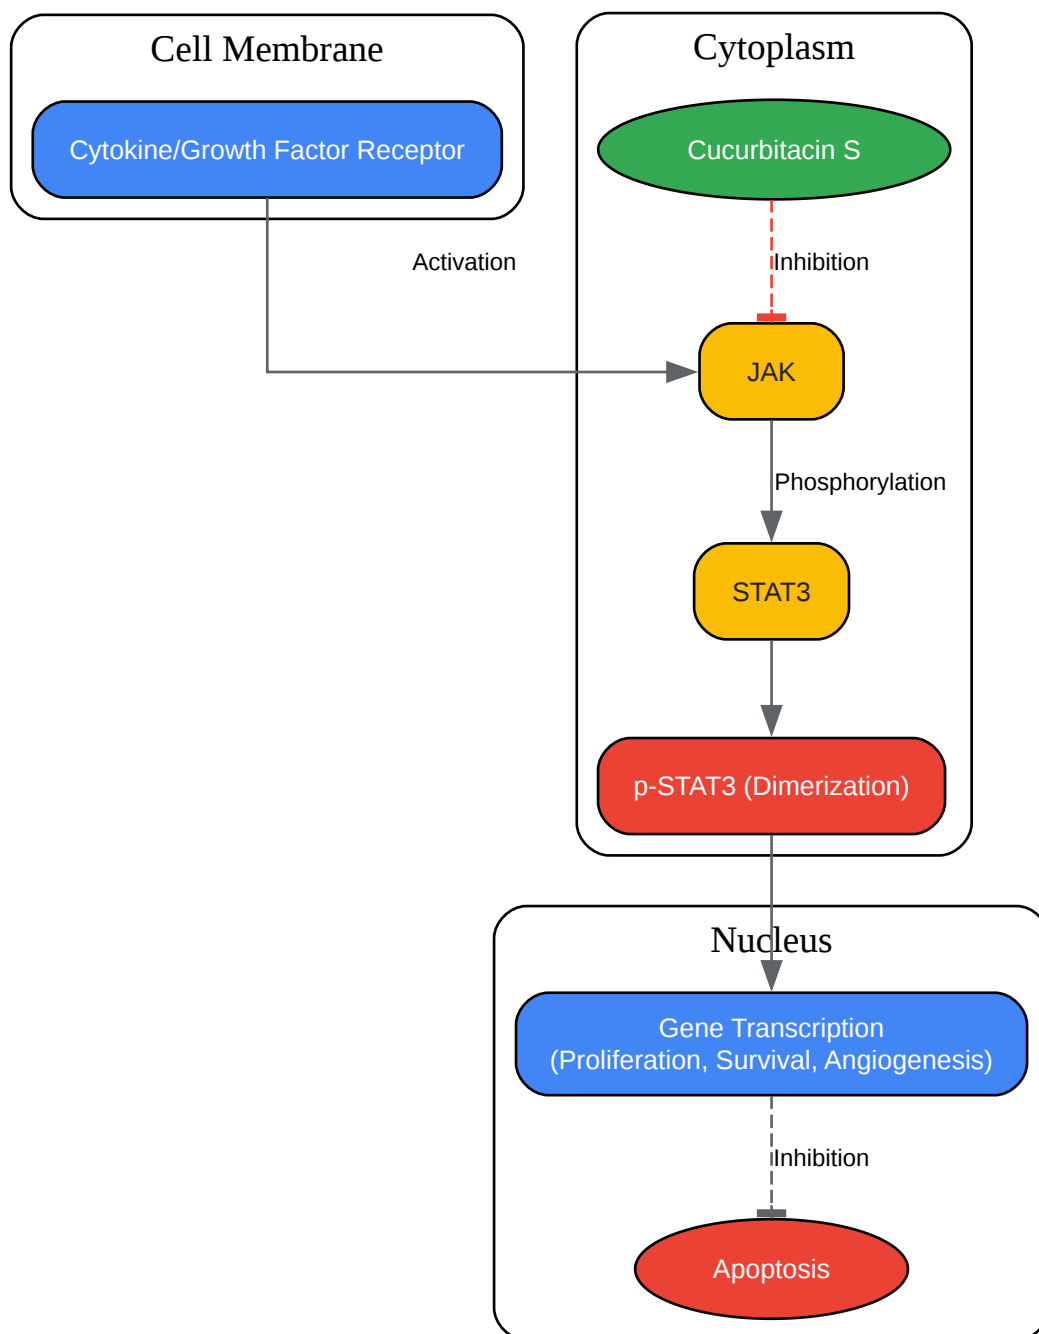 Cell Membrane
Cytokine/Growth Factor Receptor
Activation
Cytoplasm
Cucurbitacin S
Inhibition
JAK
Phosphorylation
STAT3
p-STAT3 (Dimerization)
Nucleus
Gene Transcription
(Proliferation, Survival, Angiogenesis)
Inhibition
Apoptosis